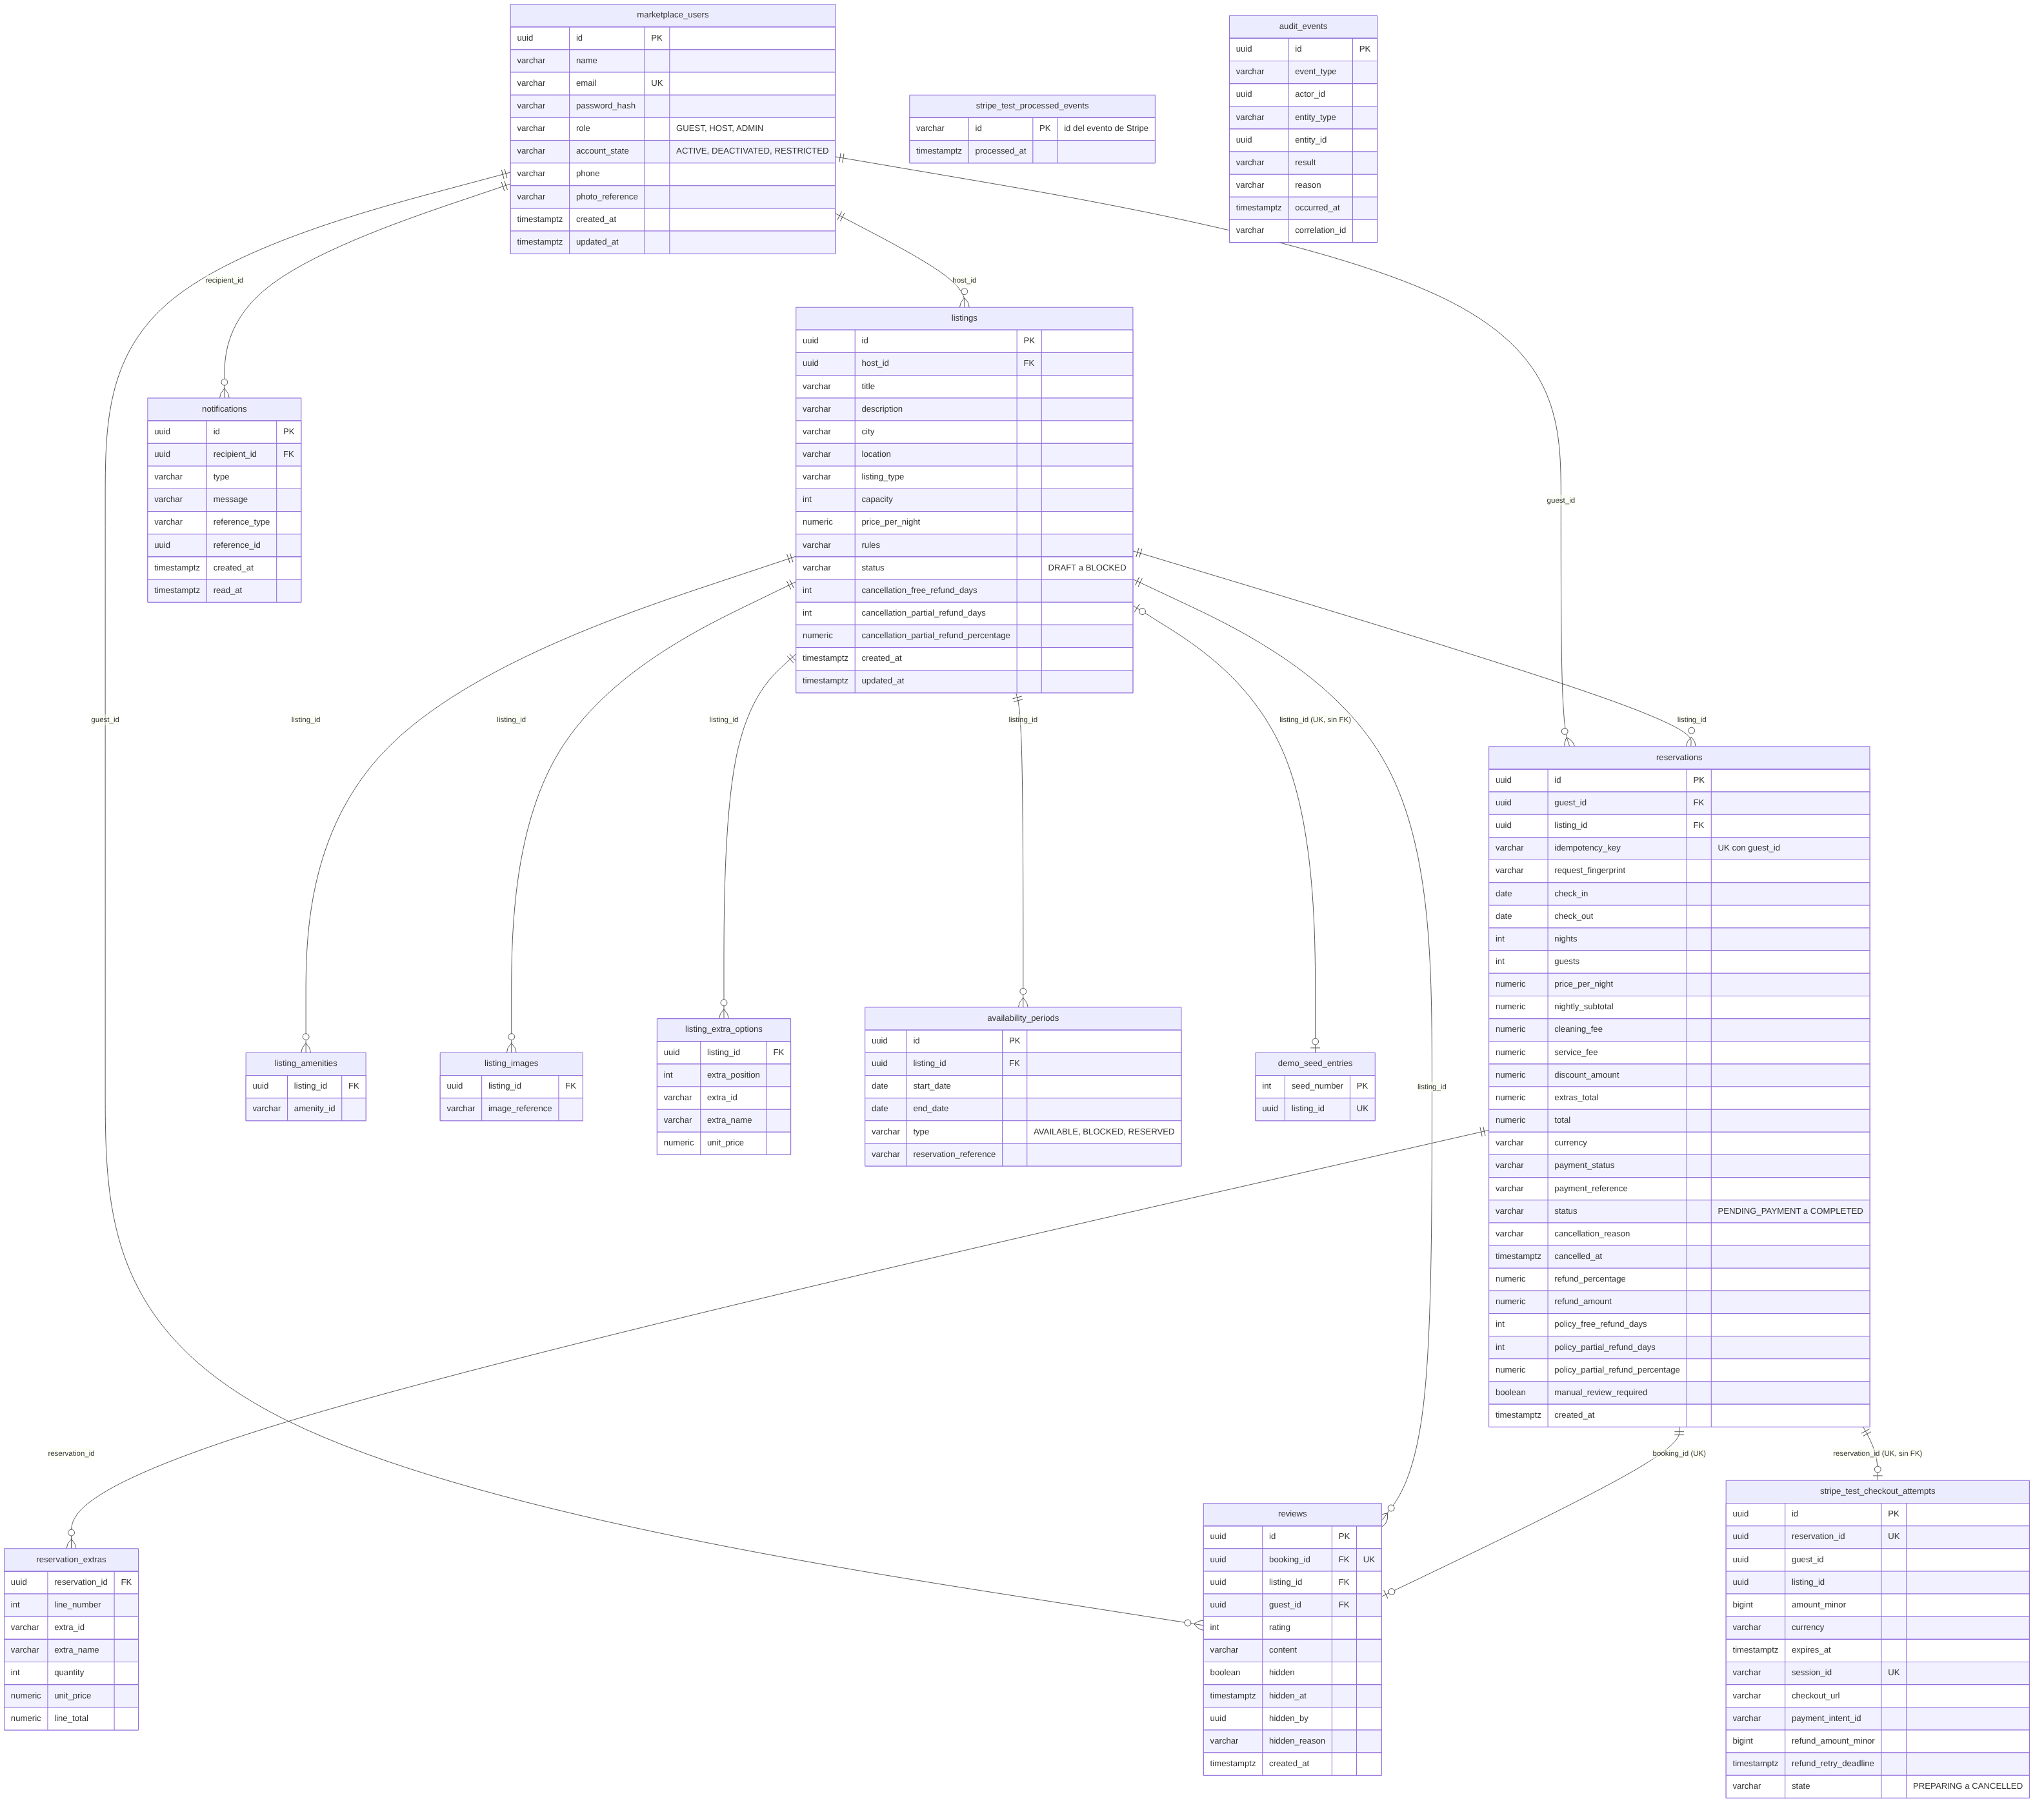 marketplace_users
uuid id PK
varchar name
varchar email UK
varchar password_hash
varchar role GUEST, HOST, ADMIN
varchar account_state ACTIVE, DEACTIVATED, RESTRICTED
varchar phone
varchar photo_reference
timestamptz created_at
timestamptz updated_at
stripe_test_processed_events
varchar id PK id del evento de Stripe
timestamptz processed_at
audit_events
uuid id PK
varchar event_type
uuid actor_id
varchar entity_type
uuid entity_id
varchar result
varchar reason
timestamptz occurred_at
varchar correlation_id
recipient_id
host_id
guest_id
listings
uuid id PK
uuid host_id FK
varchar title
varchar description
varchar city
varchar location
varchar listing_type
int capacity
numeric price_per_night
varchar rules
varchar status DRAFT a BLOCKED
int cancellation_free_refund_days
int cancellation_partial_refund_days
numeric cancellation_partial_refund_percentage
timestamptz created_at
timestamptz updated_at
notifications
uuid id PK
uuid recipient_id FK
varchar type
varchar message
varchar reference_type
uuid reference_id
timestamptz created_at
timestamptz read_at
guest_id
listing_id
listing_id
listing_id
listing_id
listing_id (UK, sin FK)
listing_id
listing_id
reservations
uuid id PK
uuid guest_id FK
uuid listing_id FK
varchar idempotency_key UK con guest_id
varchar request_fingerprint
date check_in
date check_out
int nights
int guests
numeric price_per_night
numeric nightly_subtotal
numeric cleaning_fee
numeric service_fee
numeric discount_amount
numeric extras_total
numeric total
varchar currency
varchar payment_status
varchar payment_reference
varchar status PENDING_PAYMENT a COMPLETED
varchar cancellation_reason
timestamptz cancelled_at
numeric refund_percentage
numeric refund_amount
int policy_free_refund_days
int policy_partial_refund_days
numeric policy_partial_refund_percentage
boolean manual_review_required
timestamptz created_at
listing_amenities
uuid listing_id FK
varchar amenity_id
listing_images
uuid listing_id FK
varchar image_reference
listing_extra_options
uuid listing_id FK
int extra_position
varchar extra_id
varchar extra_name
numeric unit_price
availability_periods
uuid id PK
uuid listing_id FK
date start_date
date end_date
varchar type AVAILABLE, BLOCKED, RESERVED
varchar reservation_reference
demo_seed_entries
int seed_number PK
uuid listing_id UK
reservation_id
booking_id (UK)
reservation_id (UK, sin FK)
reservation_extras
uuid reservation_id FK
int line_number
varchar extra_id
varchar extra_name
int quantity
numeric unit_price
numeric line_total
reviews
uuid id PK
uuid booking_id FK UK
uuid listing_id FK
uuid guest_id FK
int rating
varchar content
boolean hidden
timestamptz hidden_at
uuid hidden_by
varchar hidden_reason
timestamptz created_at
stripe_test_checkout_attempts
uuid id PK
uuid reservation_id UK
uuid guest_id
uuid listing_id
bigint amount_minor
varchar currency
timestamptz expires_at
varchar session_id UK
varchar checkout_url
varchar payment_intent_id
bigint refund_amount_minor
timestamptz refund_retry_deadline
varchar state PREPARING a CANCELLED